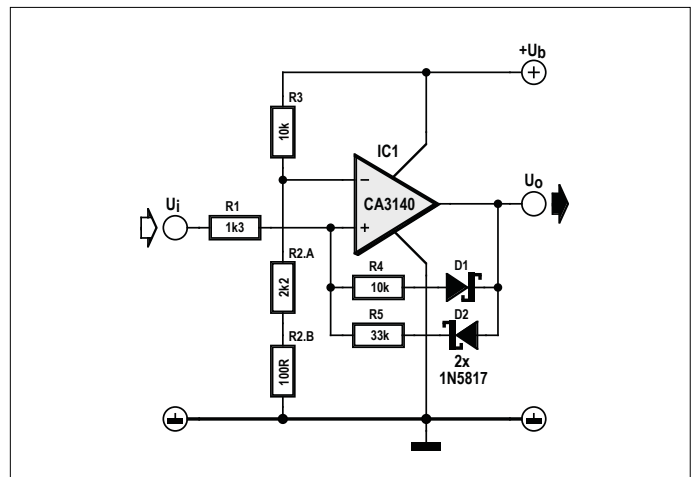 +Ub
R3
10k
IC1
Ui
R1
1k3
−
+
CA3140
Uo
R2.A
2k2
R4
10k
D1
R5
33k
D2
R2.B
100R
2x
1N5817